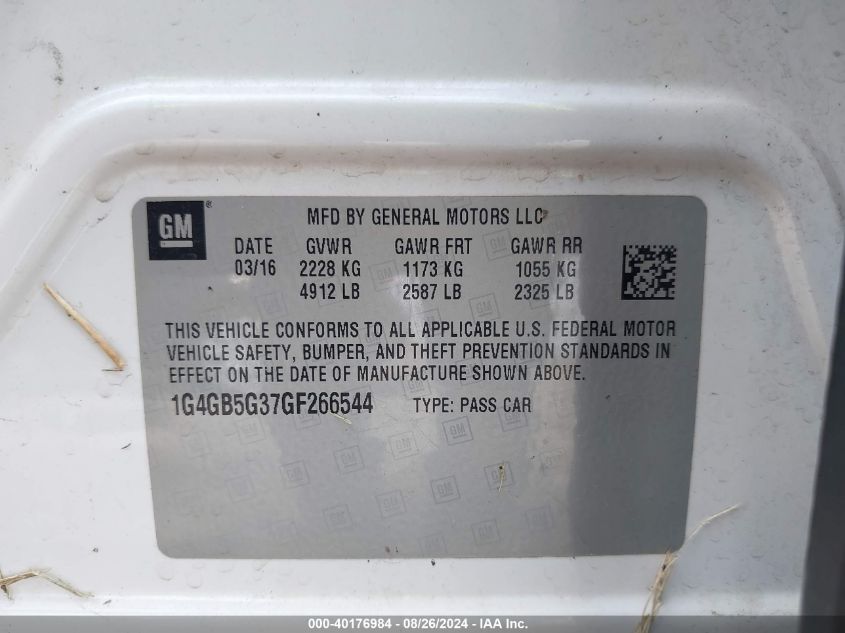 GM ®
MFD BY GENERAL MOTORS LLC
DATE GVWR GAWR FRT GAWR RR
03/16 2228 KG 1173 KG 1055 KG
4912 LB 2587 LB 2325 LB
THIS VEHICLE CONFORMS TO ALL APPLICABLE U.S. FEDERAL MOTOR
VEHICLE SAFETY, BUMPER, AND THEFT PREVENTION STANDARDS IN
EFFECT ON THE DATE OF MANUFACTURE SHOWN ABOVE.
1G4GB5G37GF266544 TYPE: PASS CAR
000-40176984 - 08/26/2024 - IAA Inc.